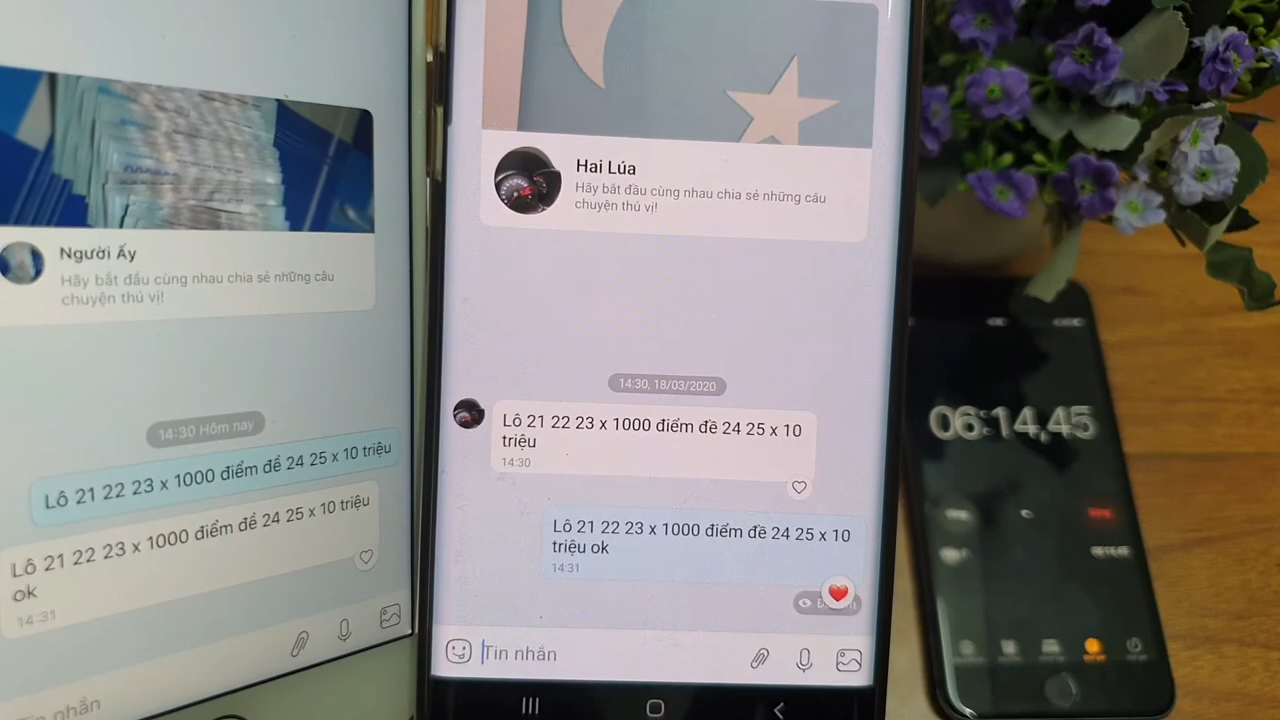 Người Ấy
Hãy bắt đầu cùng nhau chia sẻ những câu
chuyện thú vị!
14:30 Hôm nay
Lô 21 22 23 x 1000 điểm đề 24 25 x 10 triệu
Lô 21 22 23 x 1000 điểm đề 24 25 x 10 triệu
ok
14:31
Tin nhắn
Hai Lúa
Hãy bắt đầu cùng nhau chia sẻ những câu
chuyện thú vị!
14:30, 18/03/2020
Lô 21 22 23 x 1000 điểm đề 24 25 x 10
triệu
14:30
Lô 21 22 23 x 1000 điểm đề 24 25 x 10
triệu ok
14:31
Tin nhắn
06:14,45